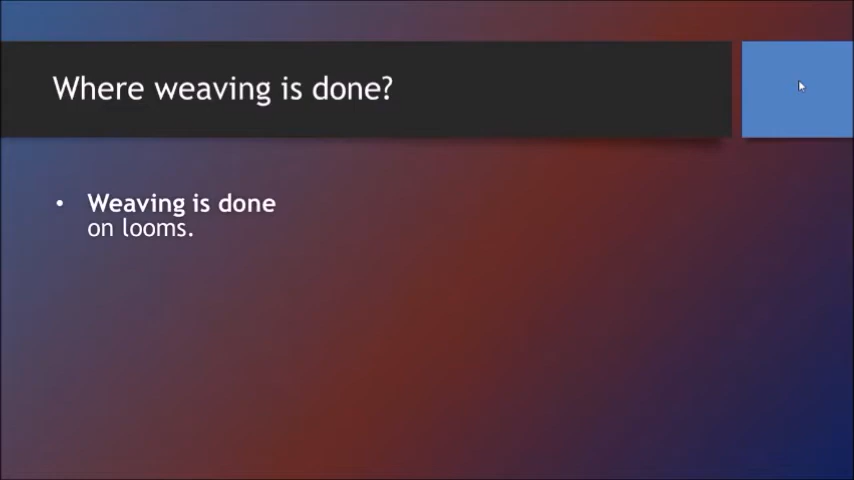 Where weaving is done?
• Weaving is done
on looms.